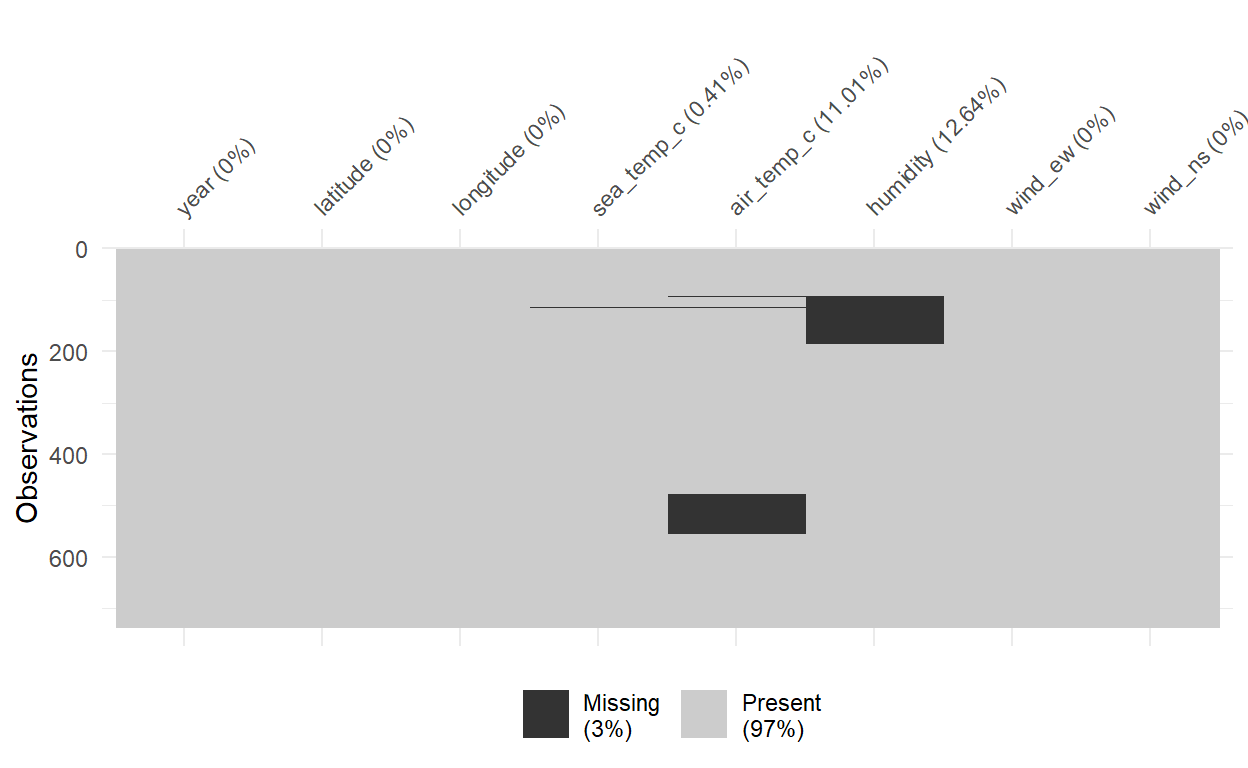 year (0%)
latitude (0%)
longitude (0%)
sea_temp_c (0.41%)
air_temp_c (11.01%)
humidity (12.64%)
wind_ew (0%)
wind_ns (0%)
0
200
400
600
Observations
Missing
(3%)
Present
(97%)